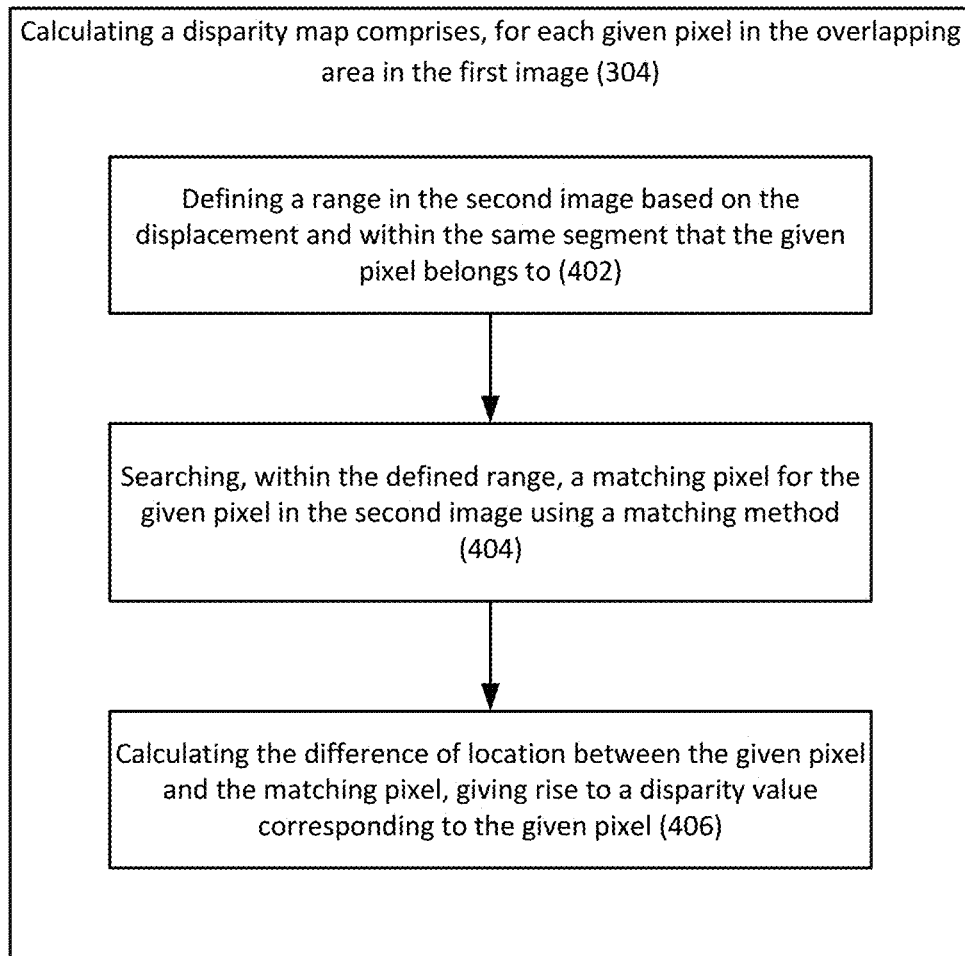 Calculating a disparity map comprises, for each given pixel in the overlapping
area in the first image (304)
Defining a range in the second image based on the
displacement and within the same segment that the given
pixel belongs to (402)
Searching, within the defined range, a matching pixel for the
given pixel in the second image using a matching method
(404)
Calculating the difference of location between the given pixel
and the matching pixel, giving rise to a disparity value
corresponding to the given pixel (406)